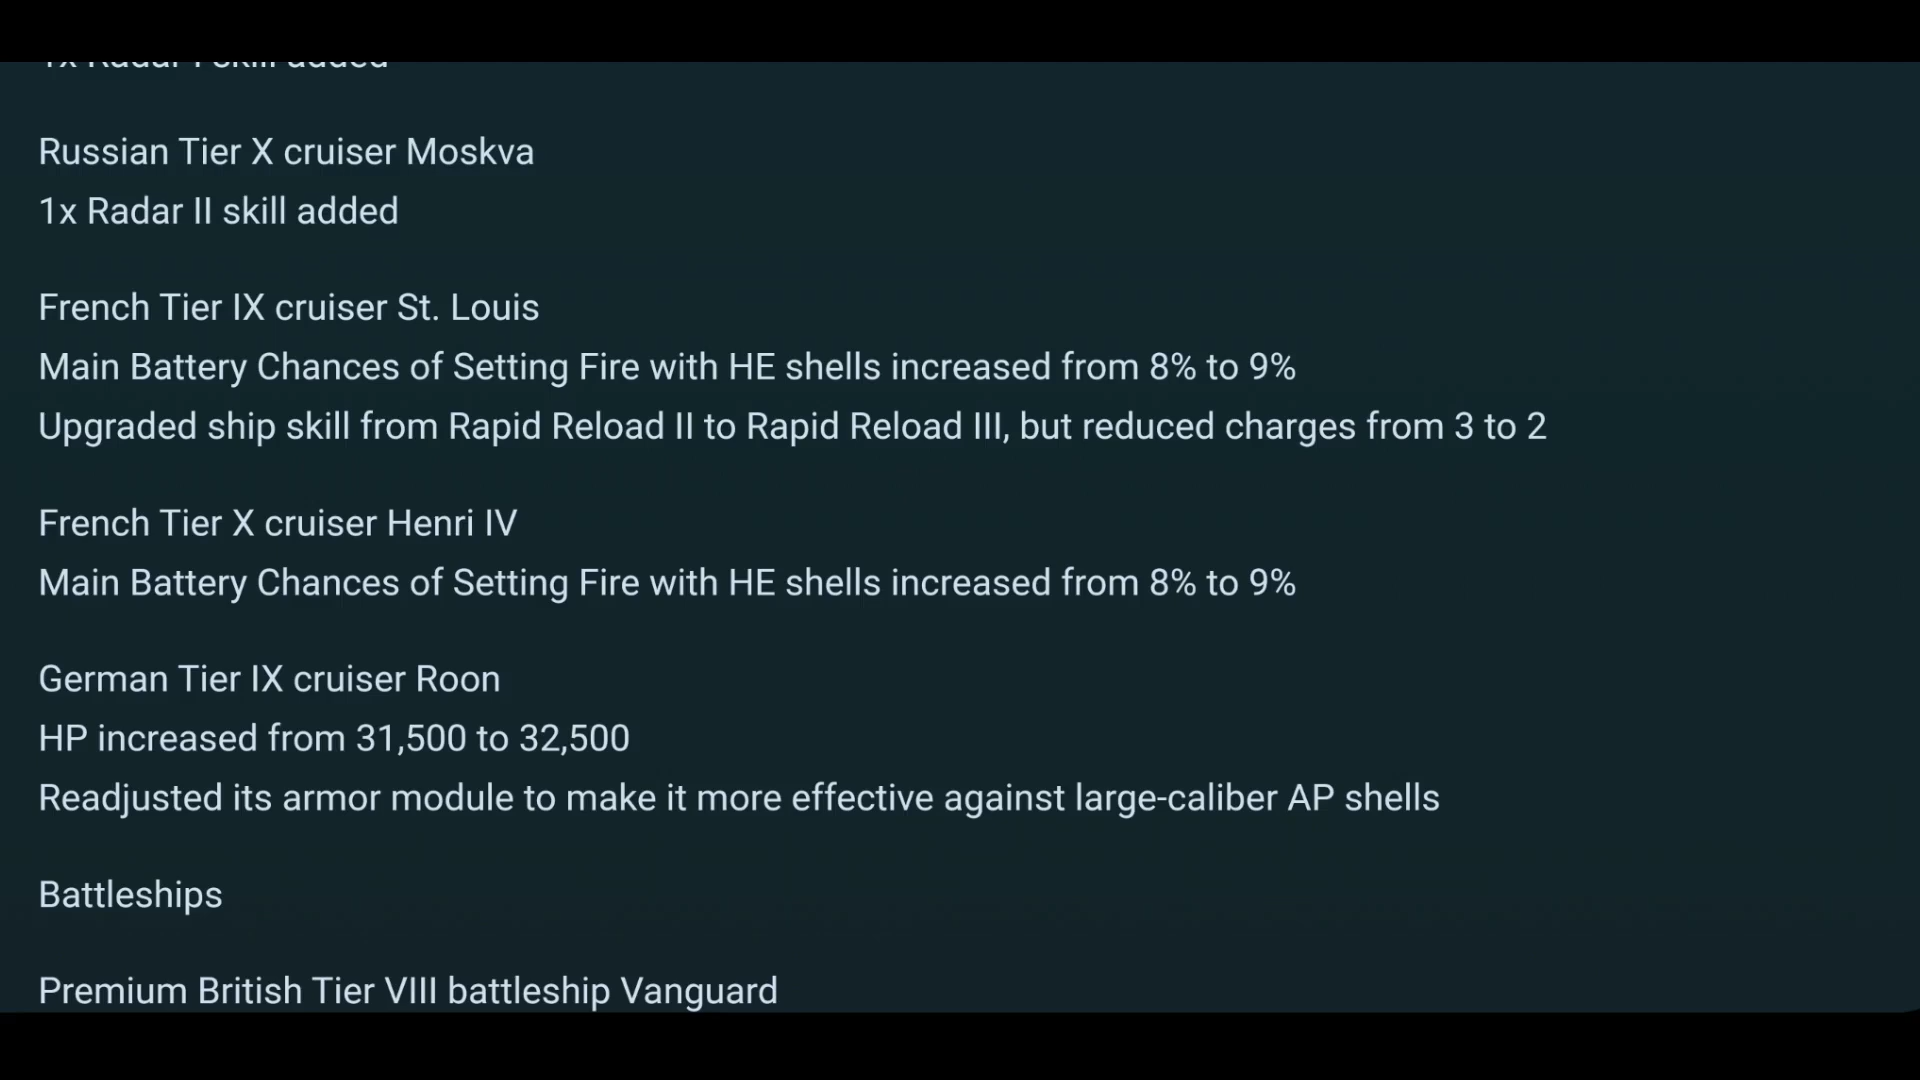 1x Radar I skill added
Russian Tier X cruiser Moskva
1x Radar II skill added
French Tier IX cruiser St. Louis
Main Battery Chances of Setting Fire with HE shells increased from 8% to 9%
Upgraded ship skill from Rapid Reload II to Rapid Reload III, but reduced charges from 3 to 2
French Tier X cruiser Henri IV
Main Battery Chances of Setting Fire with HE shells increased from 8% to 9%
German Tier IX cruiser Roon
HP increased from 31,500 to 32,500
Readjusted its armor module to make it more effective against large-caliber AP shells
Battleships
Premium British Tier VIII battleship Vanguard